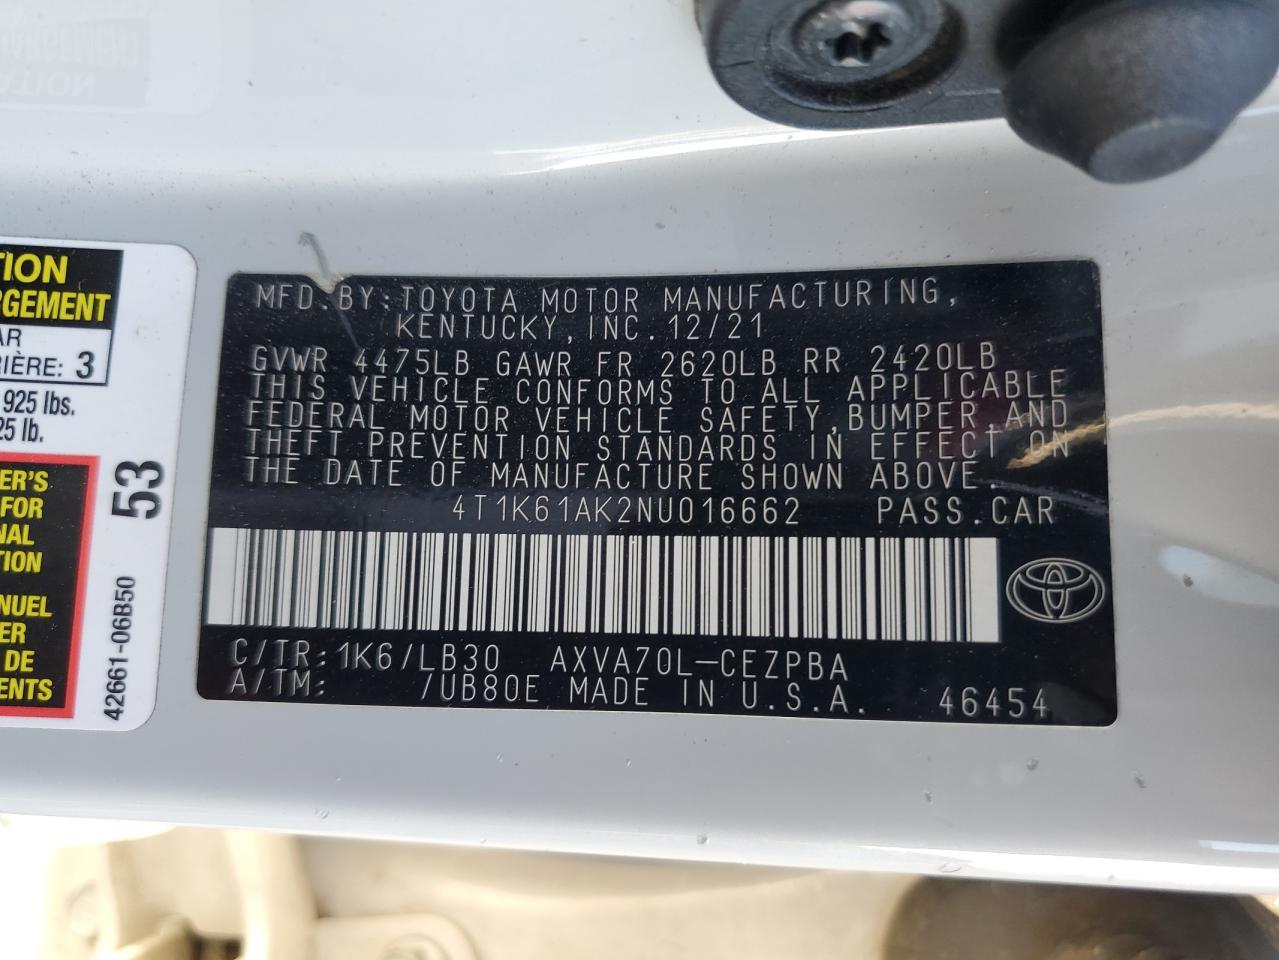 MFD.BY:TOYOTA MOTOR MANUFACTURING,
KENTUCKY,INC.12/21
GVWR 4475LB GAWR FR 2620LB RR 2420LB
THIS VEHICLE CONFORMS TO ALL APPLICABLE
FEDERAL MOTOR VEHICLE SAFETY,BUMPER,AND
THEFT PREVENTION STANDARDS IN EFFECT ON
THE DATE OF MANUFACTURE SHOWN ABOVE.
4T1K61AK2NU016662 PASS.CAR
C/TR:1K6/LB30 AXVA70L-CEZPBA
A/TM: /UB80E MADE IN U.S.A. 46454
TION
RGEMENT
AR
RIÈRE: 3
925 lbs.
25 lb.
ER'S
FOR
NAL
TION
NUEL
ER
DE
ENTS
53
42661-06B50